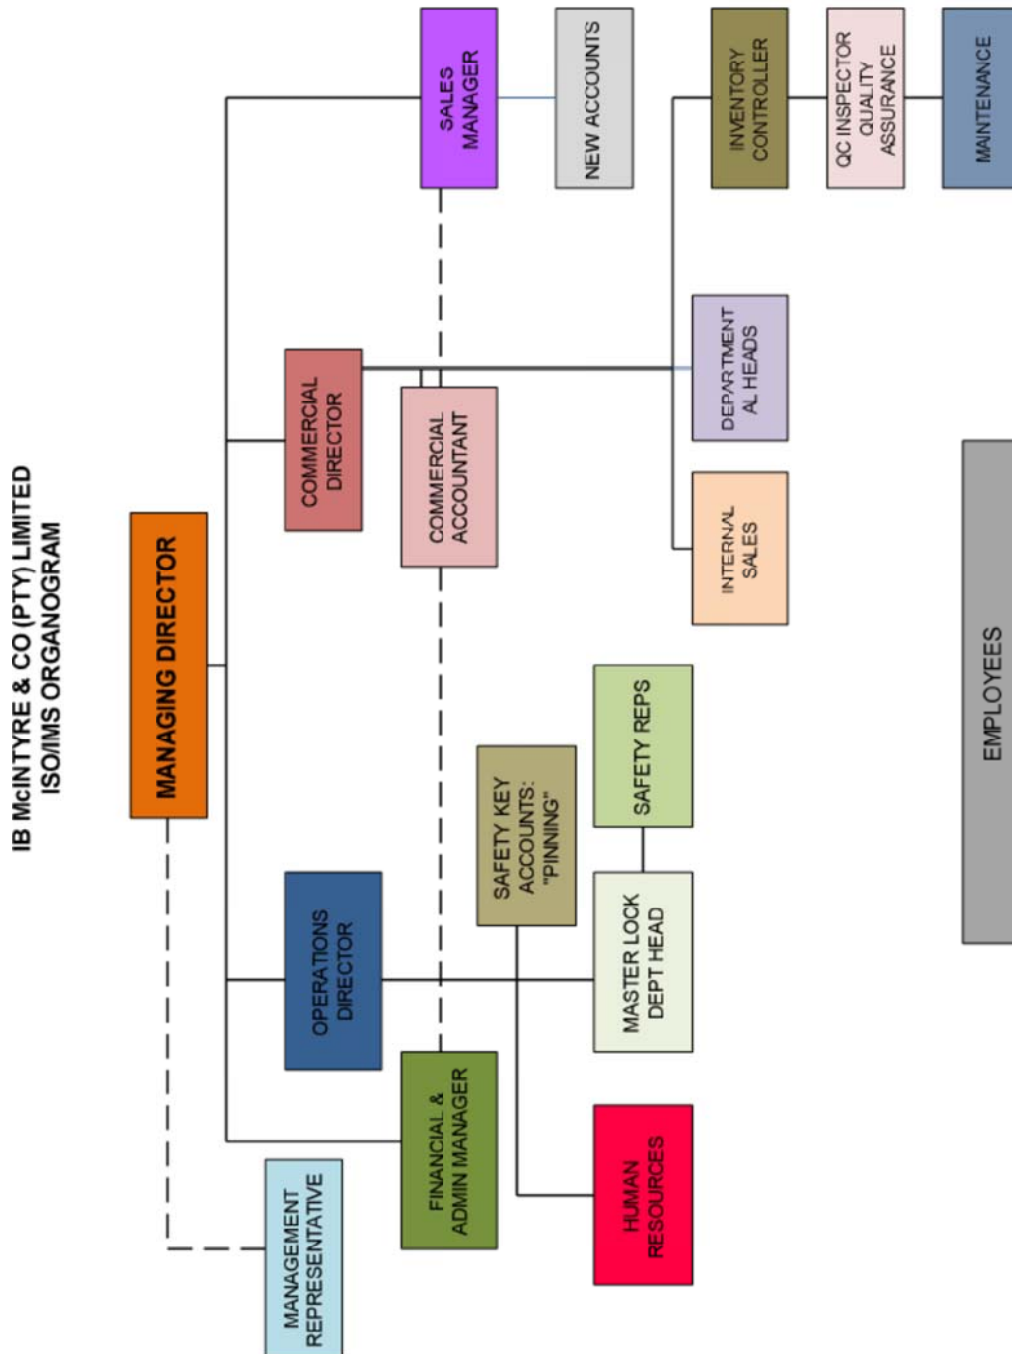 IB McINTYRE & CO (PTY) LIMITED
ISO/IMS ORGANOGRAM
MANAGING DIRECTOR
MANAGEMENT
REPRESENTATIVE
OPERATIONS
DIRECTOR
COMMERCIAL
DIRECTOR
FINANCIAL &
ADMIN MANAGER
COMMERCIAL
ACCOUNTANT
SALES
MANAGER
SAFETY KEY
ACCOUNTS:
"PINNING"
NEW ACCOUNTS
HUMAN
RESOURCES
MASTER LOCK
DEPT HEAD
SAFETY REPS
INTERNAL
SALES
DEPARTMENT
AL HEADS
INVENTORY
CONTROLLER
QC INSPECTOR
QUALITY
ASSURANCE
MAINTENANCE
EMPLOYEES